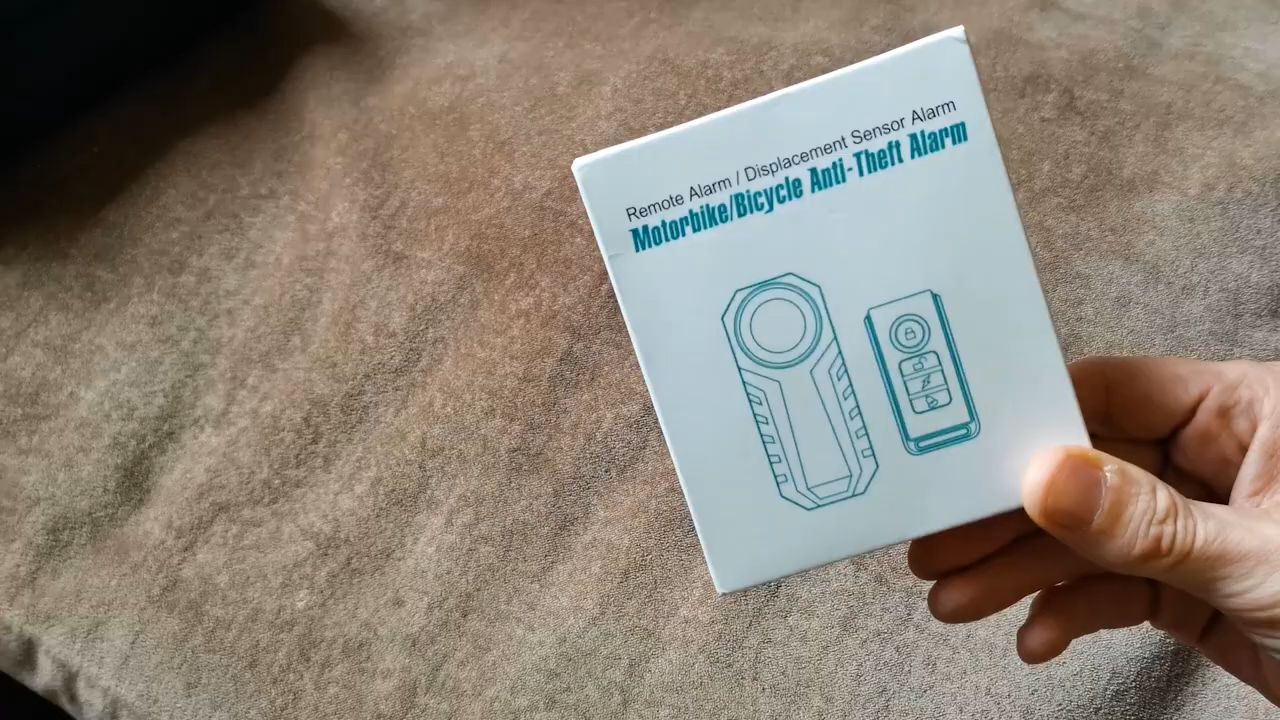 Remote Alarm / Displacement Sensor Alarm
Motorbike/Bicycle Anti-Theft Alarm